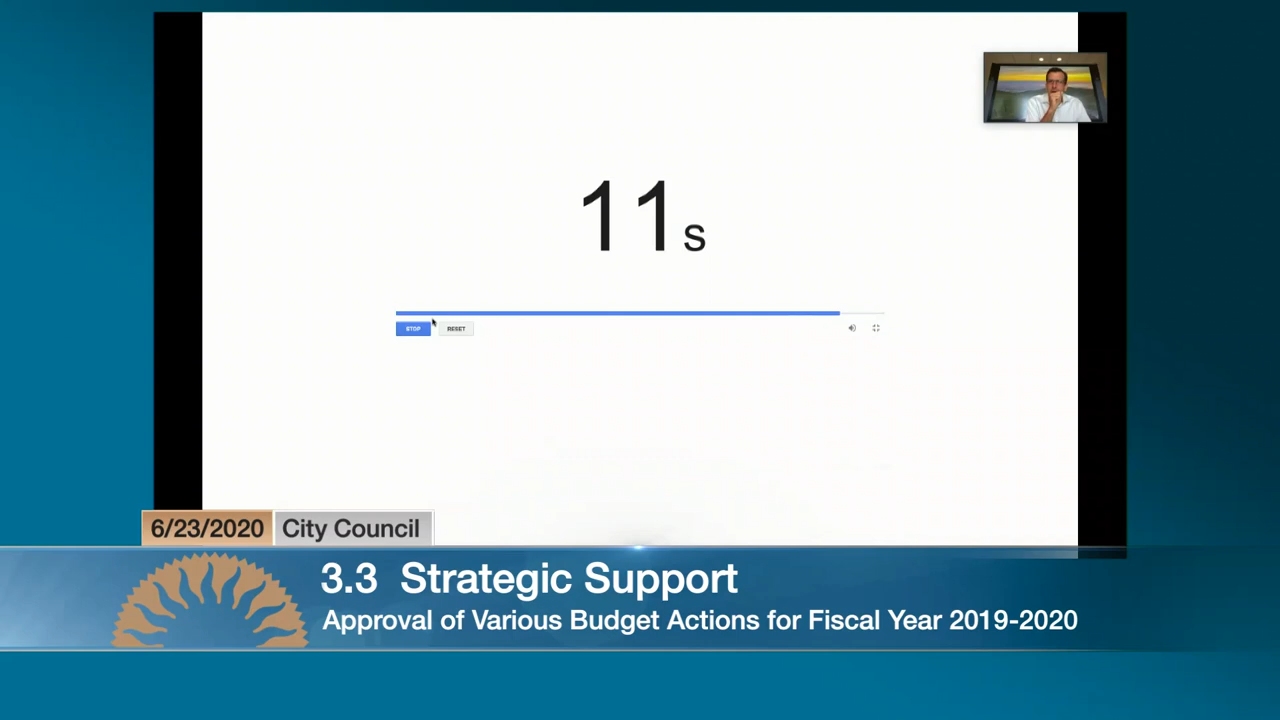 11s
STOP
RESET
6/23/2020
City Council
3.3 Strategic Support
Approval of Various Budget Actions for Fiscal Year 2019-2020